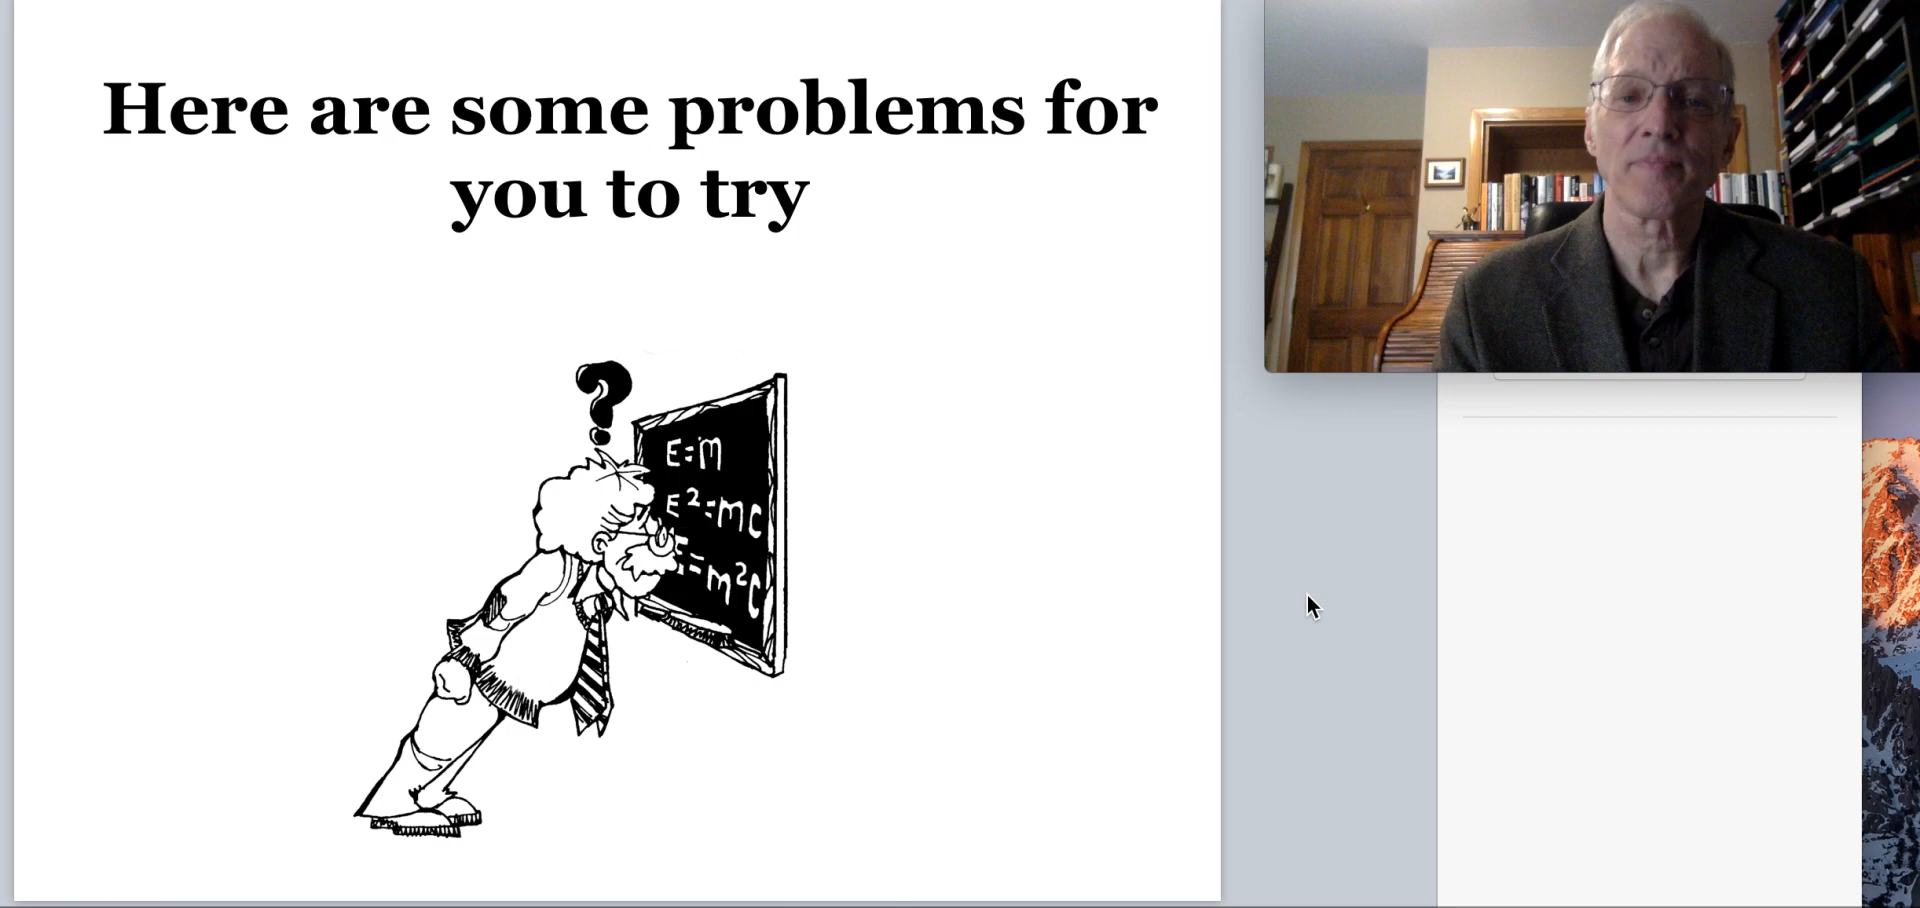 Here are some problems for
you to try
?
E=m
E²=mc
E=m²c